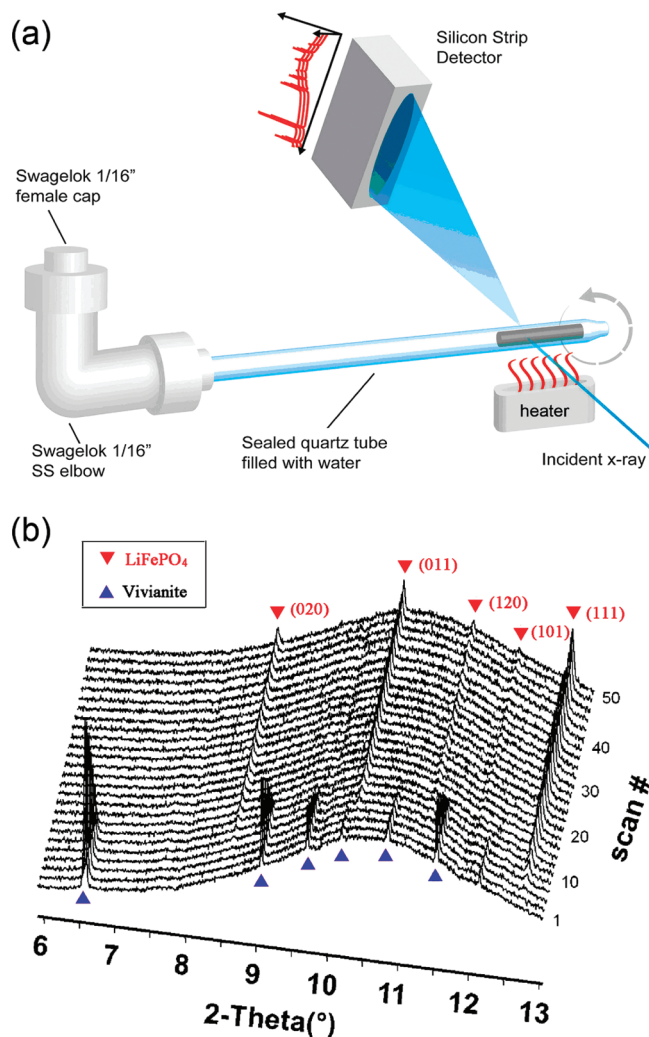 (a)
Silicon Strip
Detector
Swagelok 1/16”
female cap
heater
Swagelok 1/16”
SS elbow
Sealed quartz tube
filled with water
Incident x-ray
(b)
LiFePO₄
Vivianite
(020)
(011)
(120)
(101)
(111)
50
40
30
20
10
1
scan #
6 7 8 9 10 11 12 13
2-Theta(°)